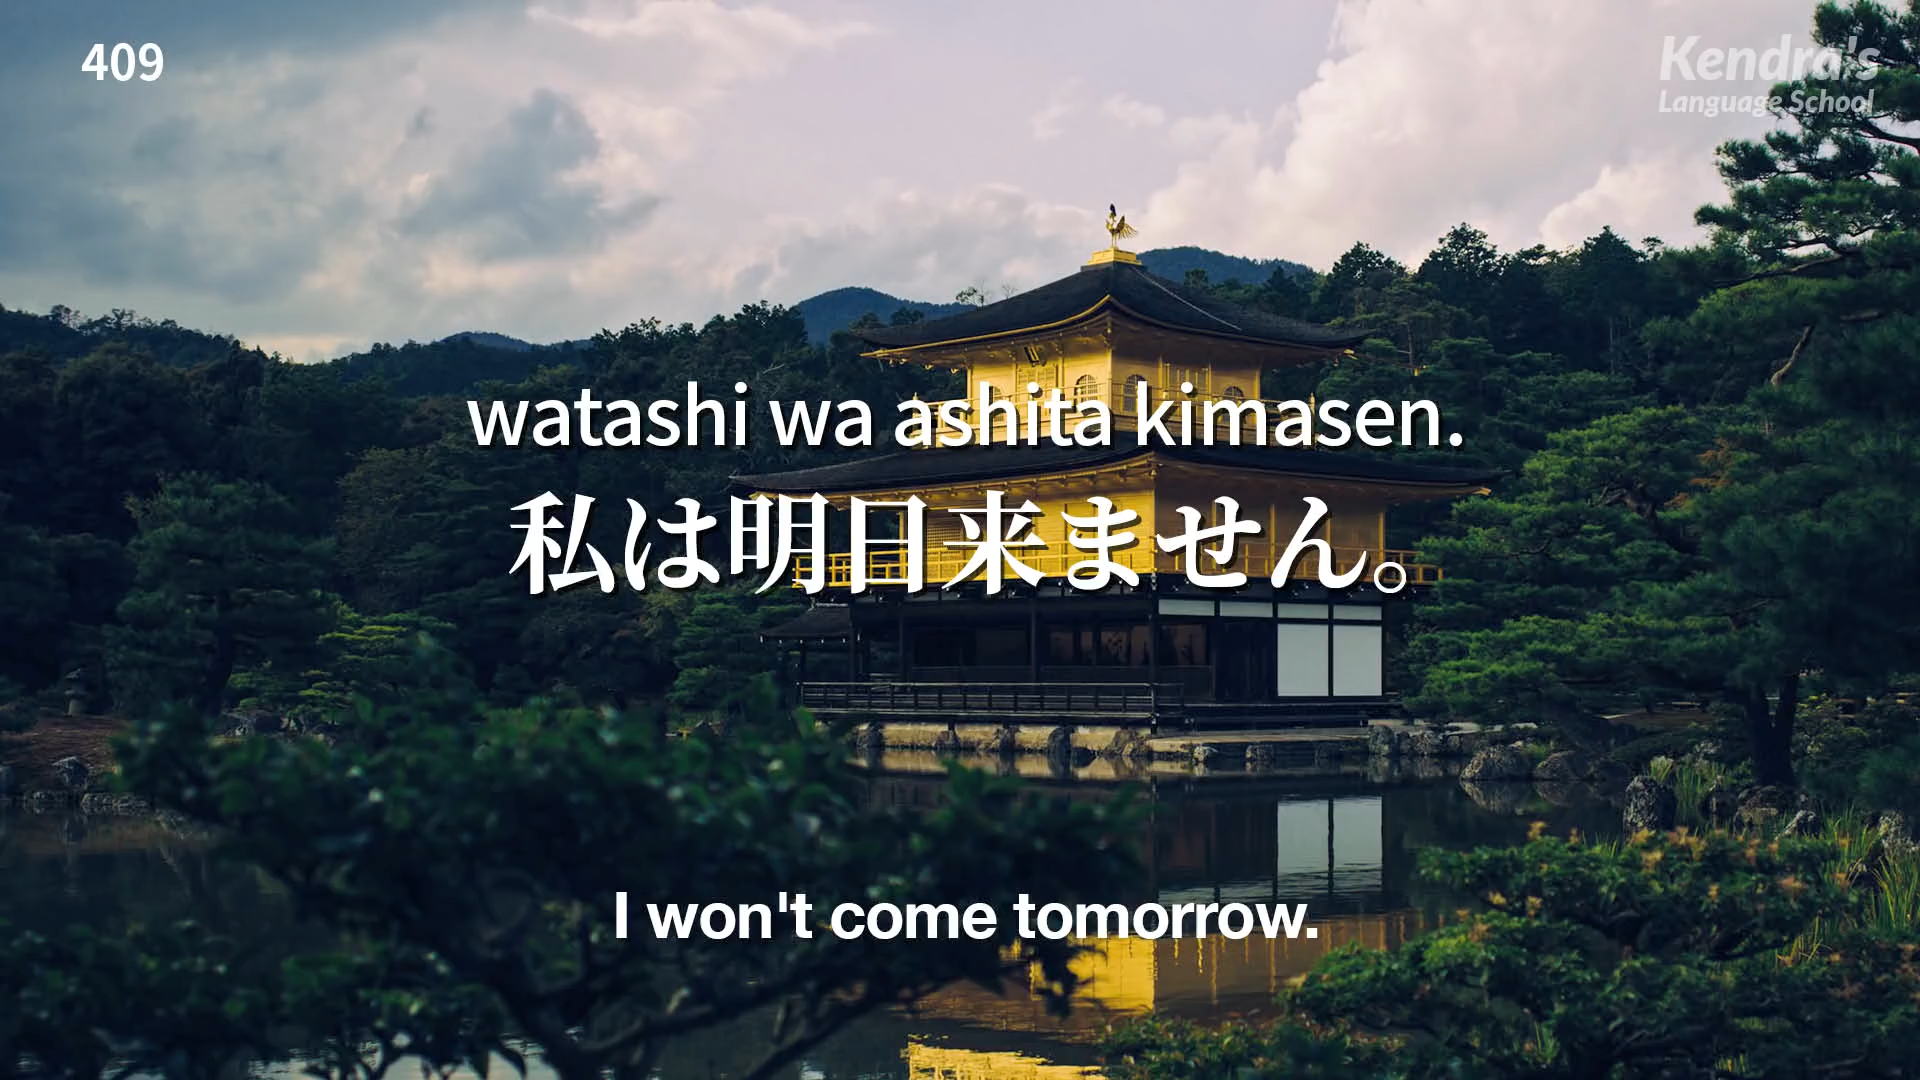 409
Kendra's
Language School
watashi wa ashita kimasen.
私は明日来ません。
I won't come tomorrow.